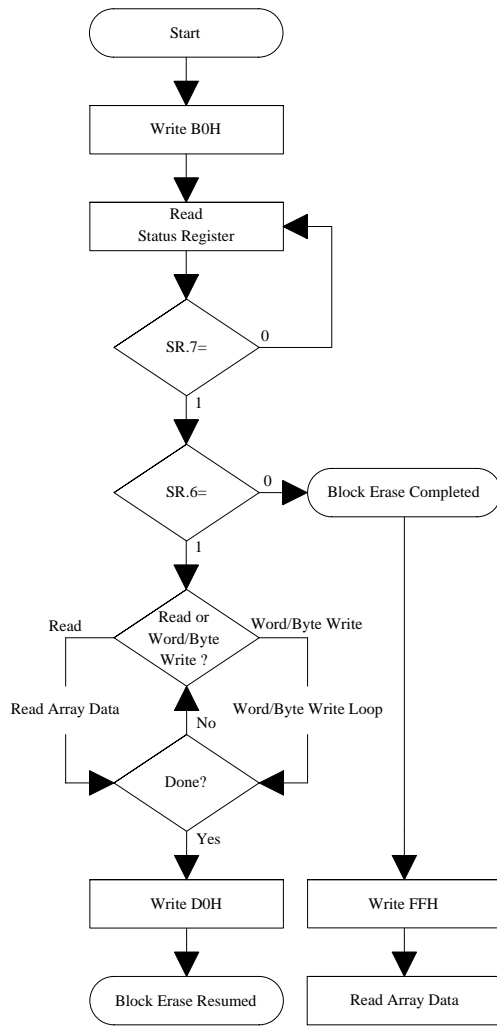 Start
Write B0H
Read
Status Register
SR.7=
0
1
SR.6=
0
Block Erase Completed
1
Read
Read or
Word/Byte
Write ?
Word/Byte Write
Read Array Data
Word/Byte Write Loop
No
Done?
Yes
Write D0H
Write FFH
Block Erase Resumed
Read Array Data